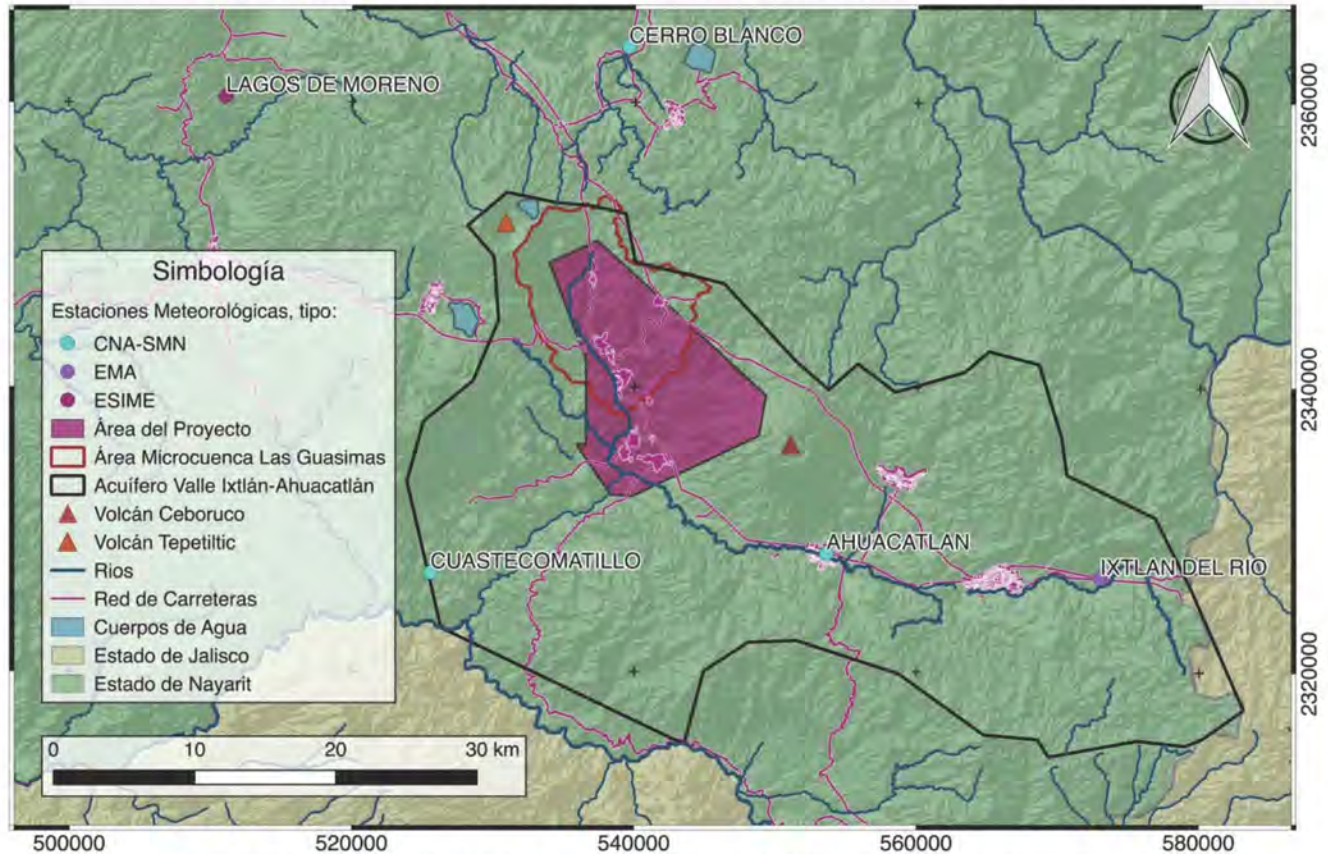 CERRO BLANCO
LAGOS DE MORENO
2360000
Simbología
Estaciones Meteorológicas, tipo:
CNA-SMN
EMA
ESIME
Área del Proyecto
Área Microcuenca Las Guasimas
Acuífero Valle Ixtlán-Ahuacatlán
Volcán Ceboruco
Volcán Tepetiltic
Rios
Red de Carreteras
Cuerpos de Agua
Estado de Jalisco
Estado de Nayarit
2340000
CUASTECOMATILLO
AHUACATLAN
IXTLAN DEL RIO
2320000
0 10 20 30 km
500000 520000 540000 560000 580000